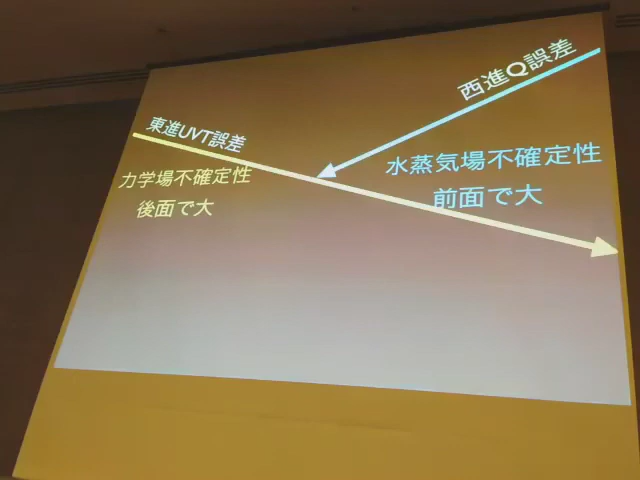 西進Q誤差
東進UVT誤差
水蒸気場不確定性
前面で大
力学場不確定性
後面で大